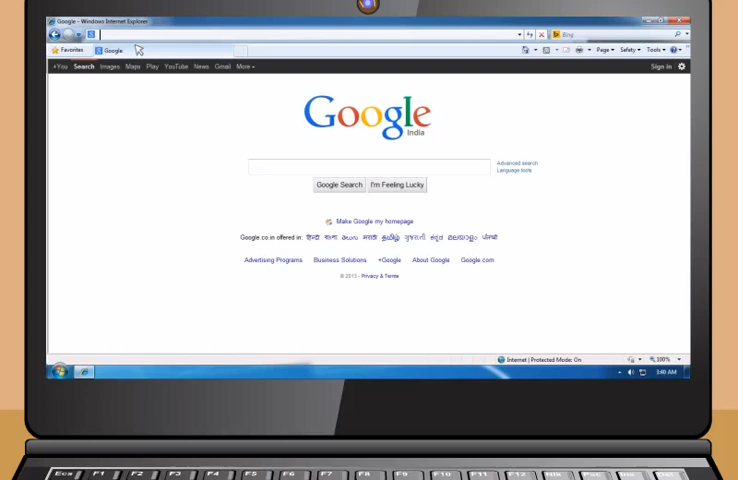 Google - Windows Internet Explorer
Bing
Favorites
Google
Page
Safety
Tools
+You Search Images Maps Play YouTube News Gmail More
Sign in
Google
India
Advanced search
Language tools
Google Search
I'm Feeling Lucky
Make Google my homepage
Google.co.in offered in: हिन्दी বাংলা తెలుగు मराठी தமிழ் ગુજરાતી ಕನ್ನಡ മലയാളം ਪੰਜਾਬੀ
Advertising Programs Business Solutions +Google About Google Google.com
© 2013 - Privacy & Terms
Internet | Protected Mode: On
100%
3:40 AM
Esc F1 F2 F3 F4 F5 F6 F7 F8 F9 F10 F11 F12